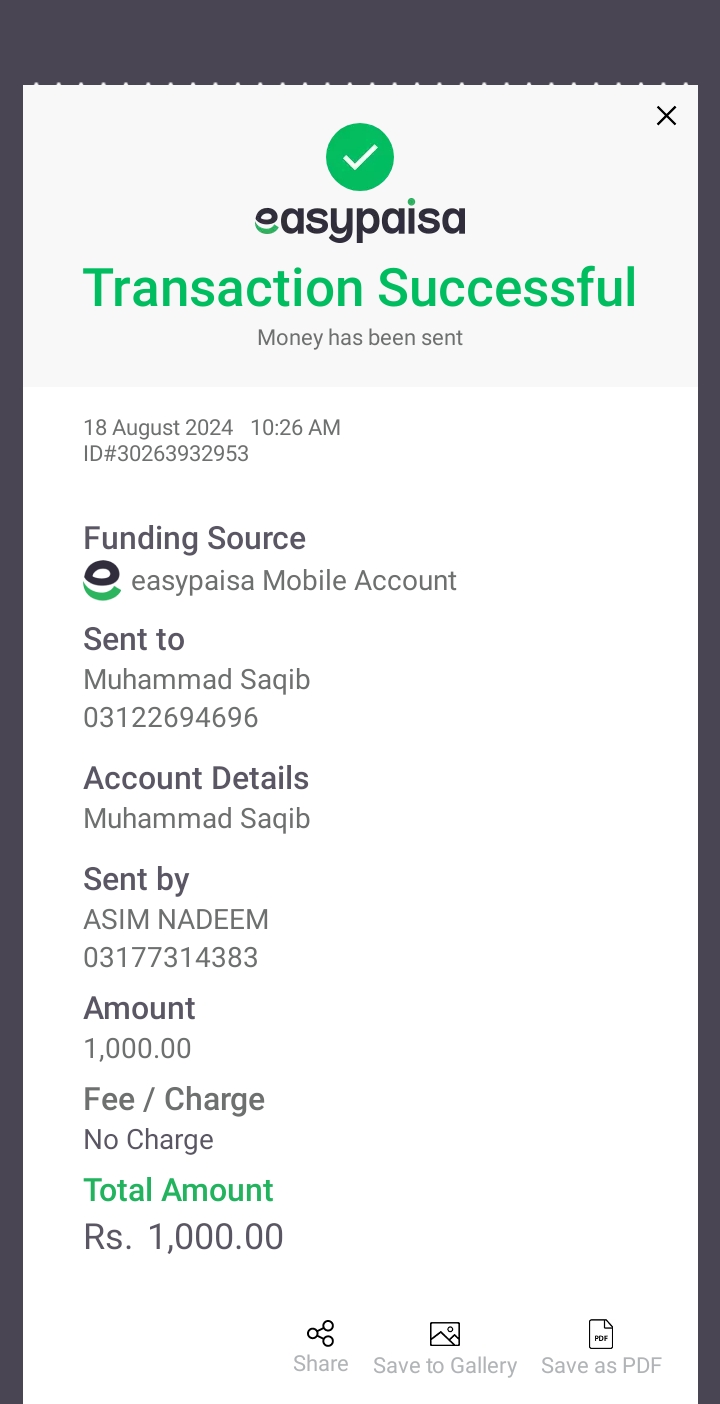 easypaisa
Transaction Successful
Money has been sent
18 August 2024 10:26 AM
ID#30263932953
Funding Source
easypaisa Mobile Account
Sent to
Muhammad Saqib
03122694696
Account Details
Muhammad Saqib
Sent by
ASIM NADEEM
03177314383
Amount
1,000.00
Fee / Charge
No Charge
Total Amount
Rs. 1,000.00
PDF
Share Save to Gallery Save as PDF